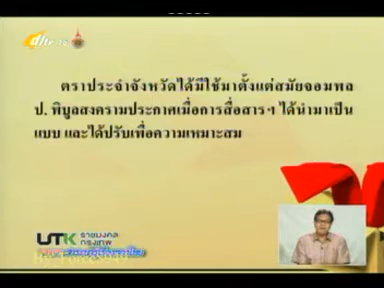 dltv 10
ตราประจำจังหวัดได้มีใช้มาตั้งแต่สมัยจอมพล
ป. พิบูลสงครามประกาศเมื่อการสื่อสารฯ ได้นำมาเป็น
แบบ และได้ปรับเพื่อความเหมาะสม
UTK ราชมงคล
กรุงเทพ